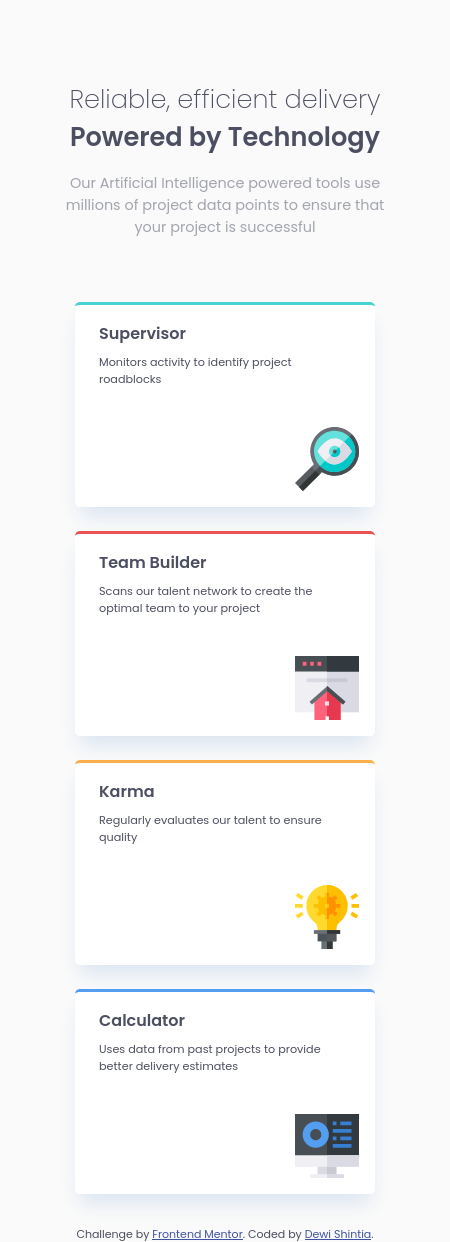 Reliable, efficient delivery
Powered by Technology
Our Artificial Intelligence powered tools use
millions of project data points to ensure that
your project is successful
Supervisor
Monitors activity to identify project
roadblocks
Team Builder
Scans our talent network to create the
optimal team to your project
Karma
Regularly evaluates our talent to ensure
quality
Calculator
Uses data from past projects to provide
better delivery estimates
Challenge by Frontend Mentor. Coded by Dewi Shintia.